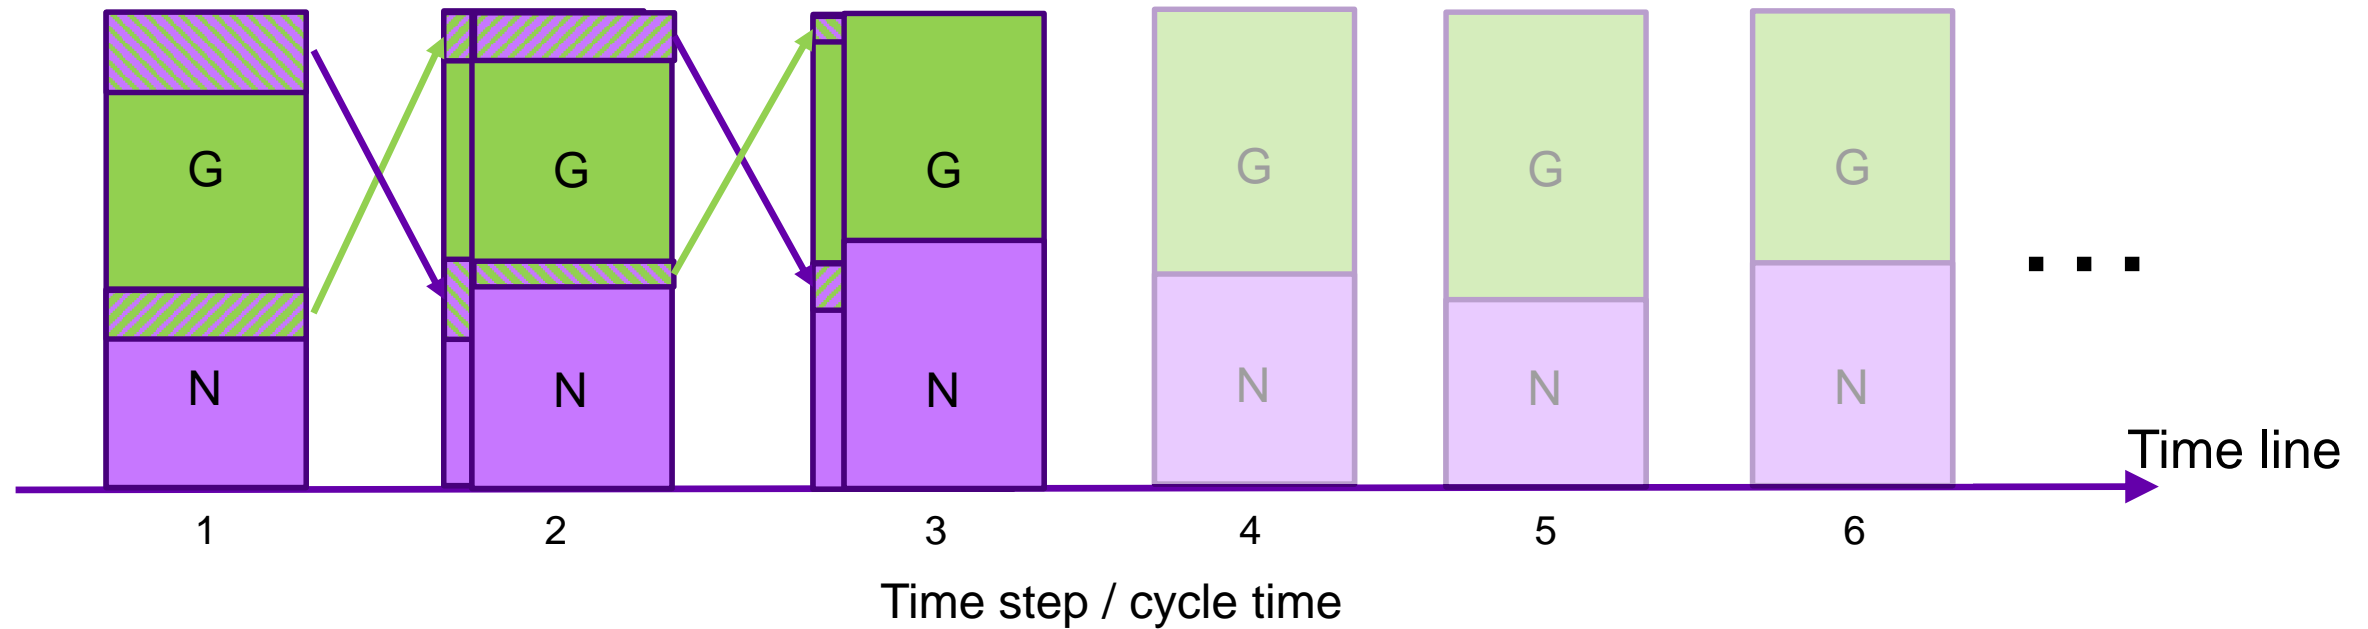 G G G G G G
N N N N N N
. . .
Time line
1 2 3 4 5 6
Time step / cycle time